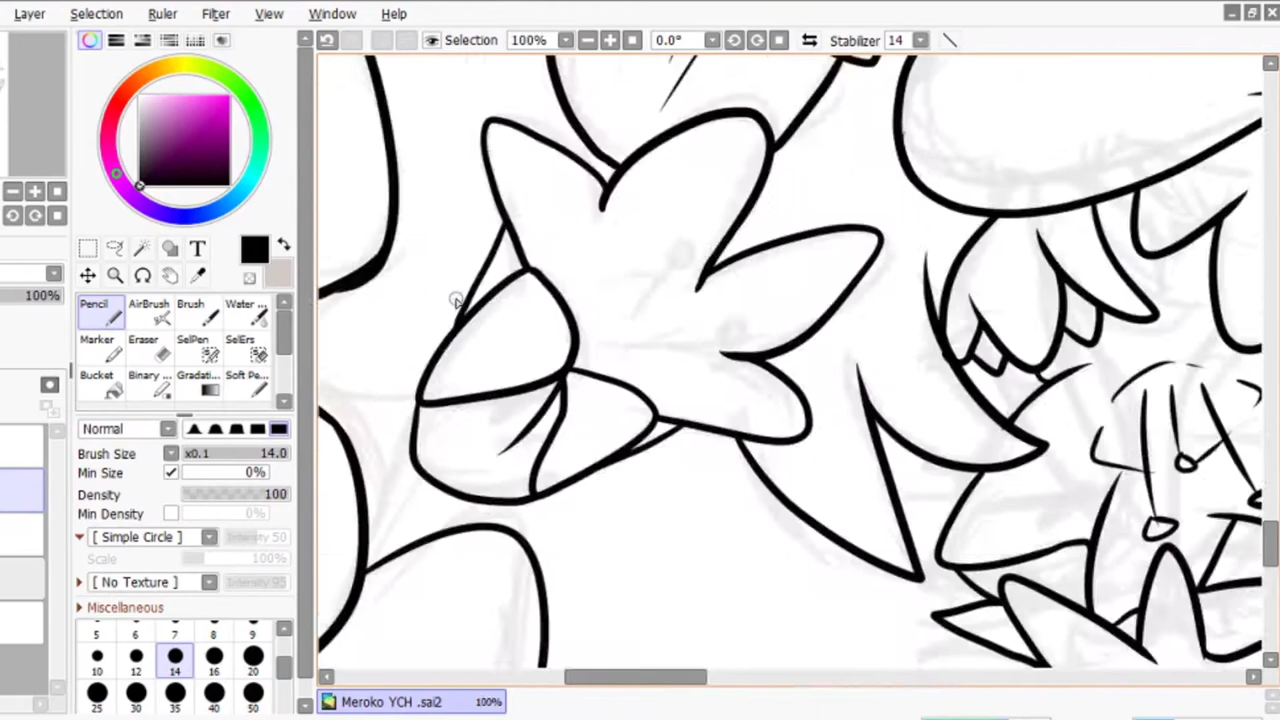 Layer Selection Ruler Filter View Window Help
Selection 100% 0.0° Stabilizer 14
T
100%
Pencil AirBrush Brush Water ...
Marker Eraser SelPen SelErs
Bucket Binary ... Gradati... Soft Pe...
Normal
Brush Size x0.1 14.0
Min Size 0%
Density 100
Min Density 0%
[ Simple Circle ] Intensity 50
Scale 100%
[ No Texture ] Intensity 95
Miscellaneous
5 6 7 8 9
10 12 14 16 20
25 30 35 40 50
Meroko YCH .sai2 100%